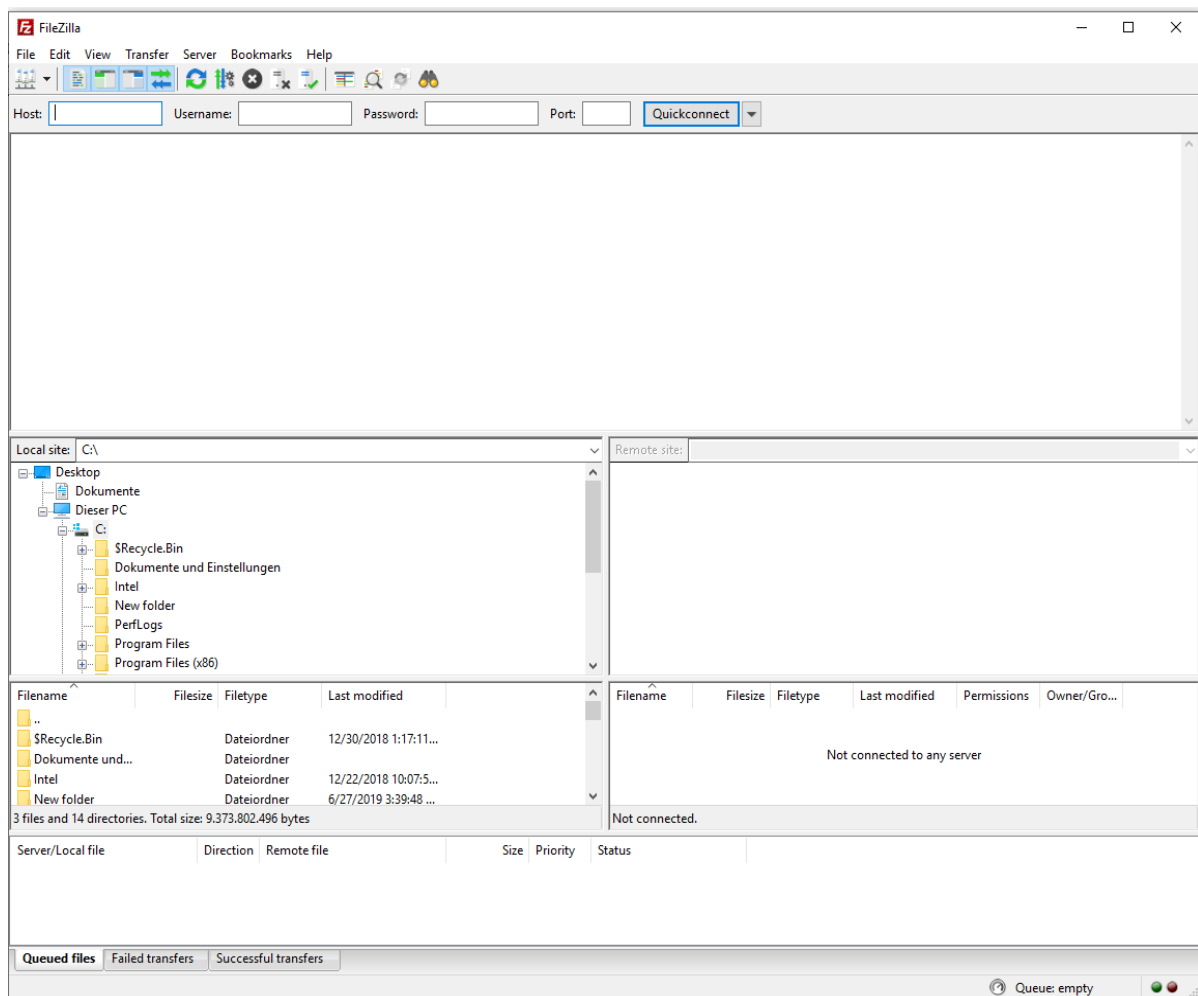 FileZilla
File Edit View Transfer Server Bookmarks Help
Host: Username: Password: Port: Quickconnect
Local site: C:\
Desktop
Dokumente
Dieser PC
C:
$Recycle.Bin
Dokumente und Einstellungen
Intel
New folder
PerfLogs
Program Files
Program Files (x86)
Remote site:
Filename Filesize Filetype Last modified
..
$Recycle.Bin Dateiordner 12/30/2018 1:17:11...
Dokumente und... Dateiordner
Intel Dateiordner 12/22/2018 10:07:5...
New folder Dateiordner 6/27/2019 3:39:48 ...
3 files and 14 directories. Total size: 9.373.802.496 bytes
Filename Filesize Filetype Last modified Permissions Owner/Gro...
Not connected to any server
Not connected.
Server/Local file Direction Remote file Size Priority Status
Queued files Failed transfers Successful transfers
Queue: empty